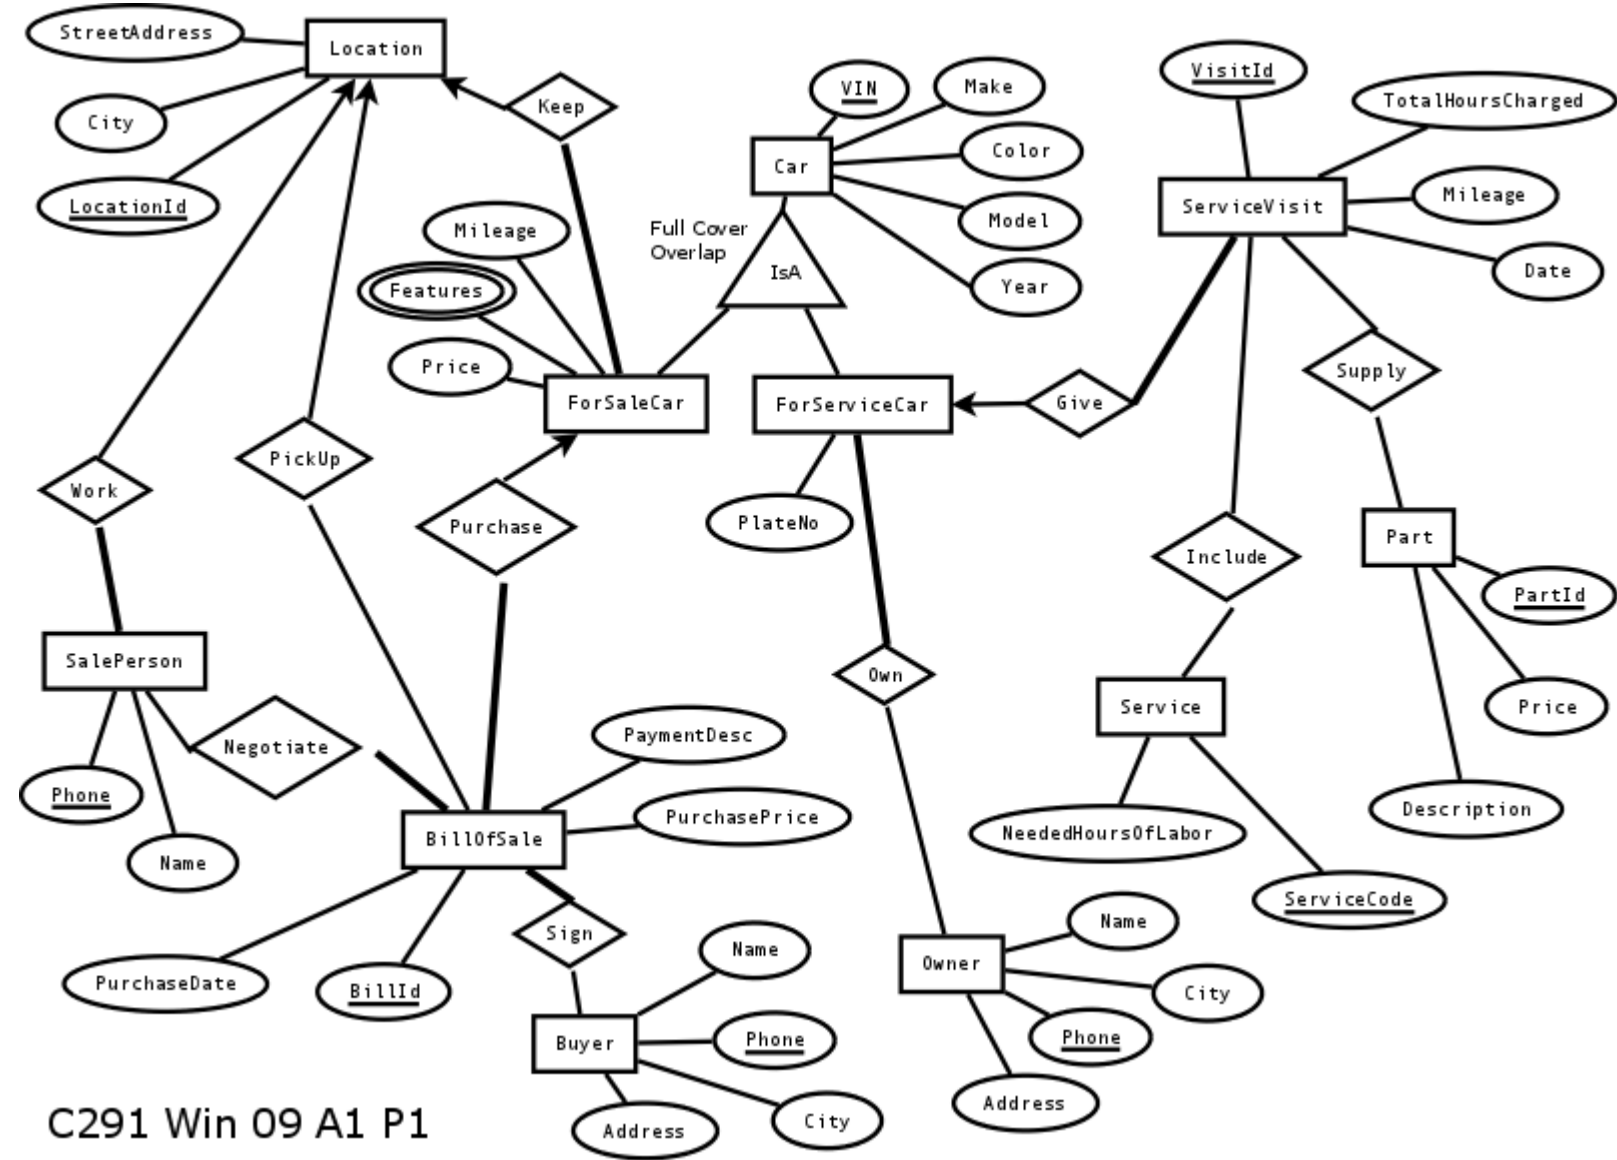 StreetAddress
Location
City
LocationId
Keep
VIN
Make
Color
Car
Model
Year
Full Cover
Overlap
IsA
VisitId
TotalHoursCharged
ServiceVisit
Mileage
Date
Mileage
Features
Price
ForSaleCar
ForServiceCar
Give
Supply
Work
PickUp
Purchase
PlateNo
Include
Part
PartId
SalePerson
Own
Service
Price
Negotiate
PaymentDesc
Phone
PurchasePrice
Name
BillOfSale
NeededHoursOfLabor
Description
ServiceCode
PurchaseDate
BillId
Sign
Name
Owner
Name
City
Buyer
Phone
Phone
Address
City
Address
C291 Win 09 A1 P1